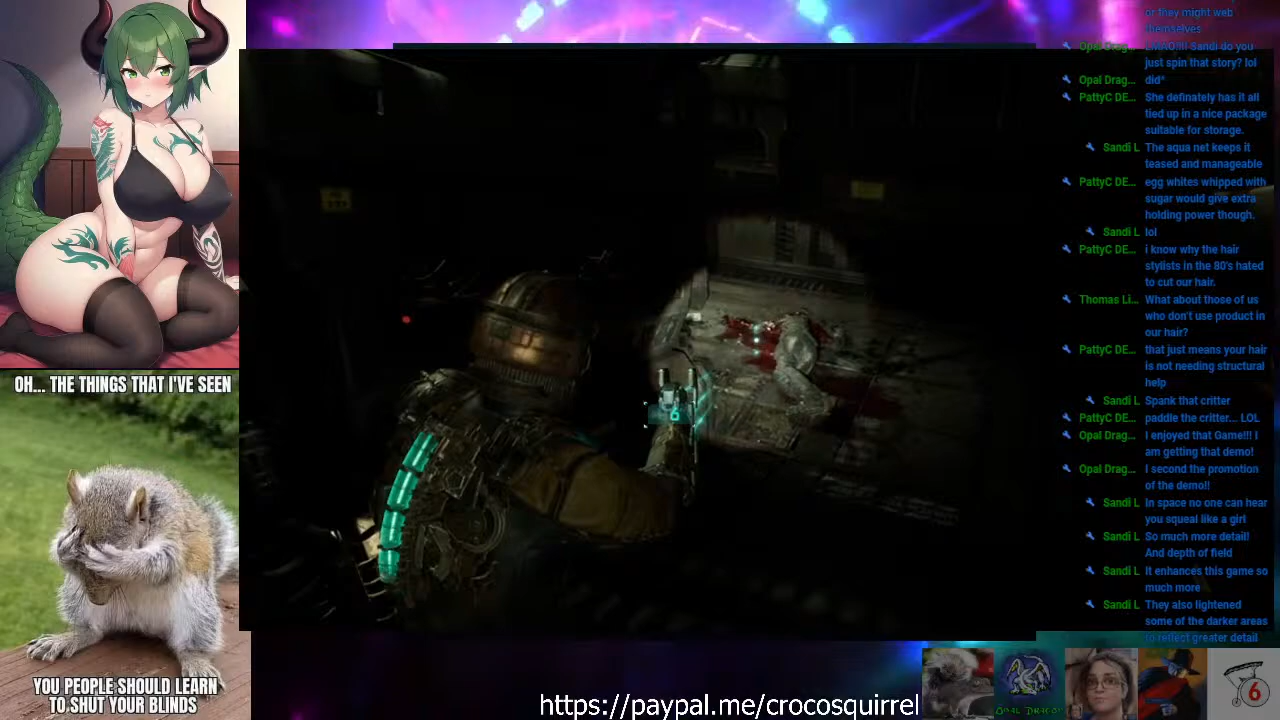 OH... THE THINGS THAT I'VE SEEN
YOU PEOPLE SHOULD LEARN
TO SHUT YOUR BLINDS
6
or they might web
themselves
Opal Drag... LMAO!!!! Sandi do you
just spin that story? lol
Opal Drag... did*
PattyC DE... She definately has it all
tied up in a nice package
suitable for storage.
Sandi L The aqua net keeps it
teased and manageable
PattyC DE... egg whites whipped with
sugar would give extra
holding power though.
Sandi L lol
PattyC DE... i know why the hair
stylists in the 80's hated
to cut our hair.
Thomas Li... What about those of us
who don't use product in
our hair?
PattyC DE... that just means your hair
is not needing structural
help
Sandi L Spank that critter
PattyC DE... paddle the critter... LOL
Opal Drag... I enjoyed that Game!!! I
am getting that demo!
Opal Drag... I second the promotion
of the demo!!
Sandi L In space no one can hear
you squeal like a girl
Sandi L So much more detail!
And depth of field
Sandi L It enhances this game so
much more
Sandi L They also lightened
some of the darker areas
to reflect greater detail
OPAL DRAGON
6
https://paypal.me/crocosquirrel